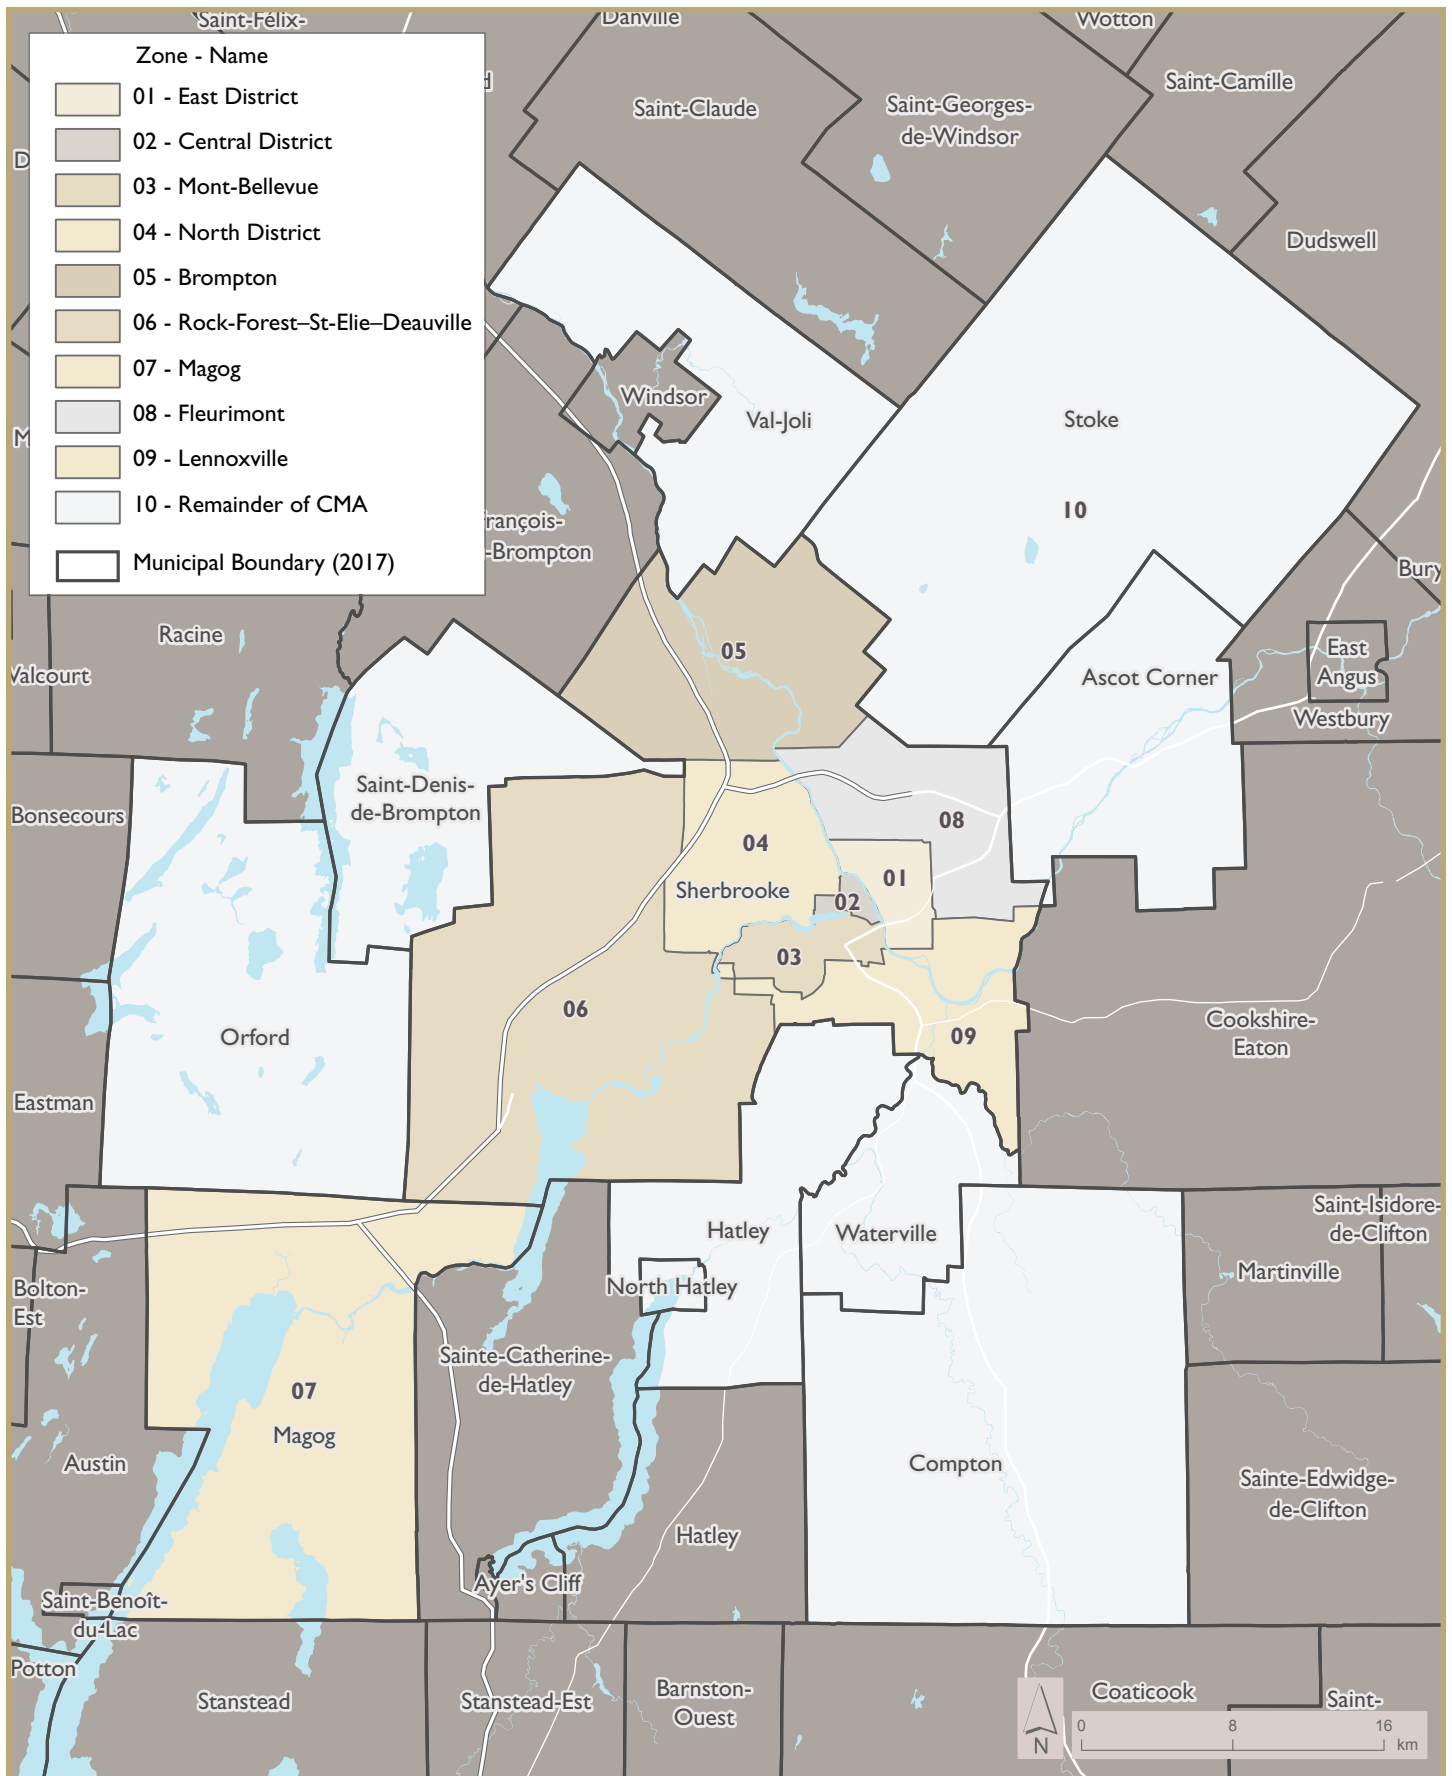 Saint-Félix-
Danville
Wotton
Zone - Name
01 - East District
02 - Central District
03 - Mont-Bellevue
04 - North District
05 - Brompton
06 - Rock-Forest–St-Elie–Deauville
07 - Magog
08 - Fleurimont
09 - Lennoxville
10 - Remainder of CMA
Municipal Boundary (2017)
d
D
M
Saint-Claude
Saint-Georges-
de-Windsor
Saint-Camille
Dudswell
Windsor
Val-Joli
Stoke
10
rançois-
-Brompton
Bury
Racine
Valcourt
05
Ascot Corner
East
Angus
Westbury
Saint-Denis-
de-Brompton
Bonsecours
08
04
Sherbrooke
01
02
03
06
Orford
09
Cookshire-
Eaton
Eastman
Saint-Isidore-
de-Clifton
Hatley
Waterville
Martinville
North Hatley
Bolton-
Est
Sainte-Catherine-
de-Hatley
07
Magog
Austin
Compton
Sainte-Edwidge-
de-Clifton
Hatley
Ayer's Cliff
Saint-Benoît-
du-Lac
Potton
Stanstead
Stanstead-Est
Barnston-
Ouest
Coaticook
Saint-
N
0 8 16
km